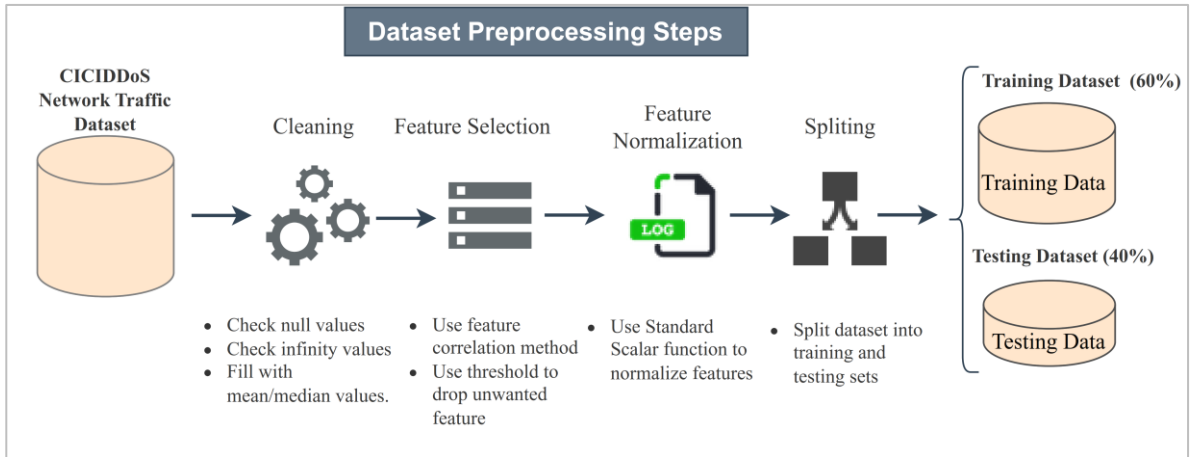 Dataset Preprocessing Steps
CICIDDoS
Network Traffic
Dataset
Cleaning
Feature Selection
Feature
Normalization
Spliting
Training Dataset (60%)
Training Data
Testing Dataset (40%)
Testing Data
LOG
• Check null values
• Check infinity values
• Fill with
mean/median values.
• Use feature
correlation method
• Use threshold to
drop unwanted
feature
• Use Standard
Scalar function to
normalize features
• Split dataset into
training and
testing sets